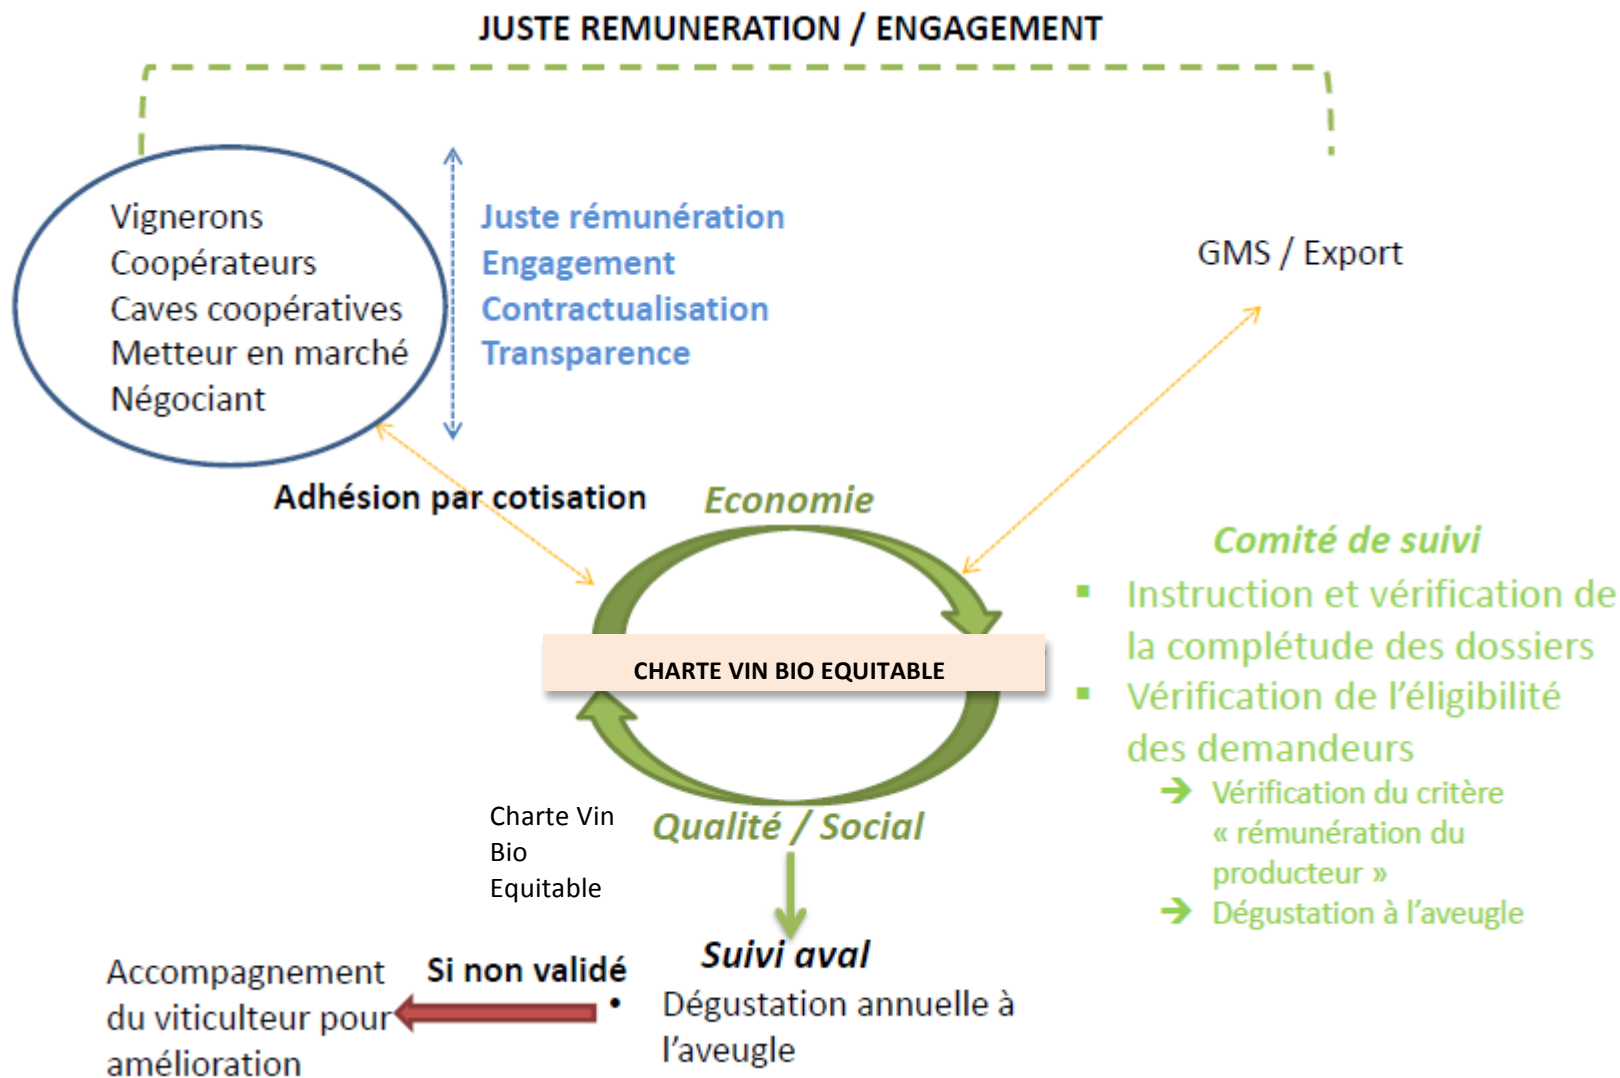 JUSTE REMUNERATION / ENGAGEMENT
Vignerons
Coopérateurs
Caves coopératives
Metteur en marché
Négociant
Juste rémunération
Engagement
Contractualisation
Transparence
GMS / Export
Adhésion par cotisation
Economie
CHARTE VIN BIO EQUITABLE
Comité de suivi
▪ Instruction et vérification de
la complétude des dossiers
▪ Vérification de l'éligibilité
des demandeurs
➔ Vérification du critère
« rémunération du
producteur »
➔ Dégustation à l'aveugle
Charte Vin
Bio
Equitable
Qualité / Social
Suivi aval
• Dégustation annuelle à
l'aveugle
Si non validé
Accompagnement
du viticulteur pour
amélioration